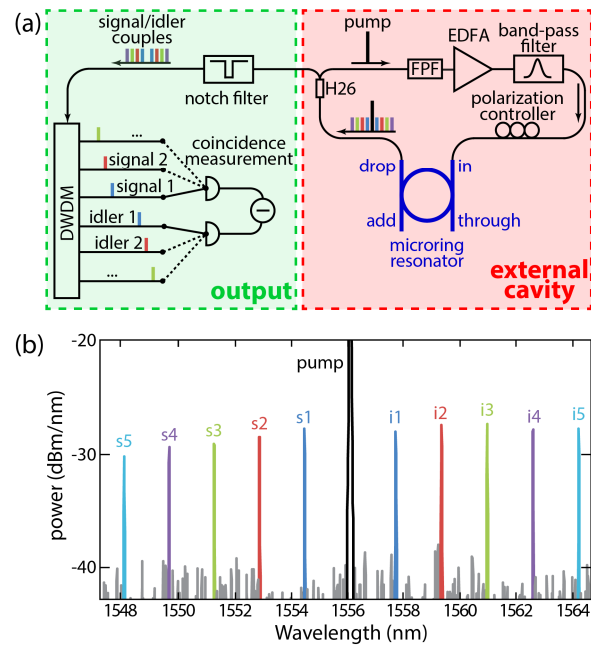 (a)
signal/idler
couples
notch filter
DWDM
...
signal 2
signal 1
idler 1
idler 2
...
coincidence
measurement
output
pump
H26
FPF
EDFA
band-pass
filter
polarization
controller
drop
in
add
through
microring
resonator
external
cavity
(b)
power (dBm/nm)
-20
-30
-40
s5
s4
s3
s2
s1
pump
i1
i2
i3
i4
i5
1548
1550
1552
1554
1556
1558
1560
1562
1564
Wavelength (nm)